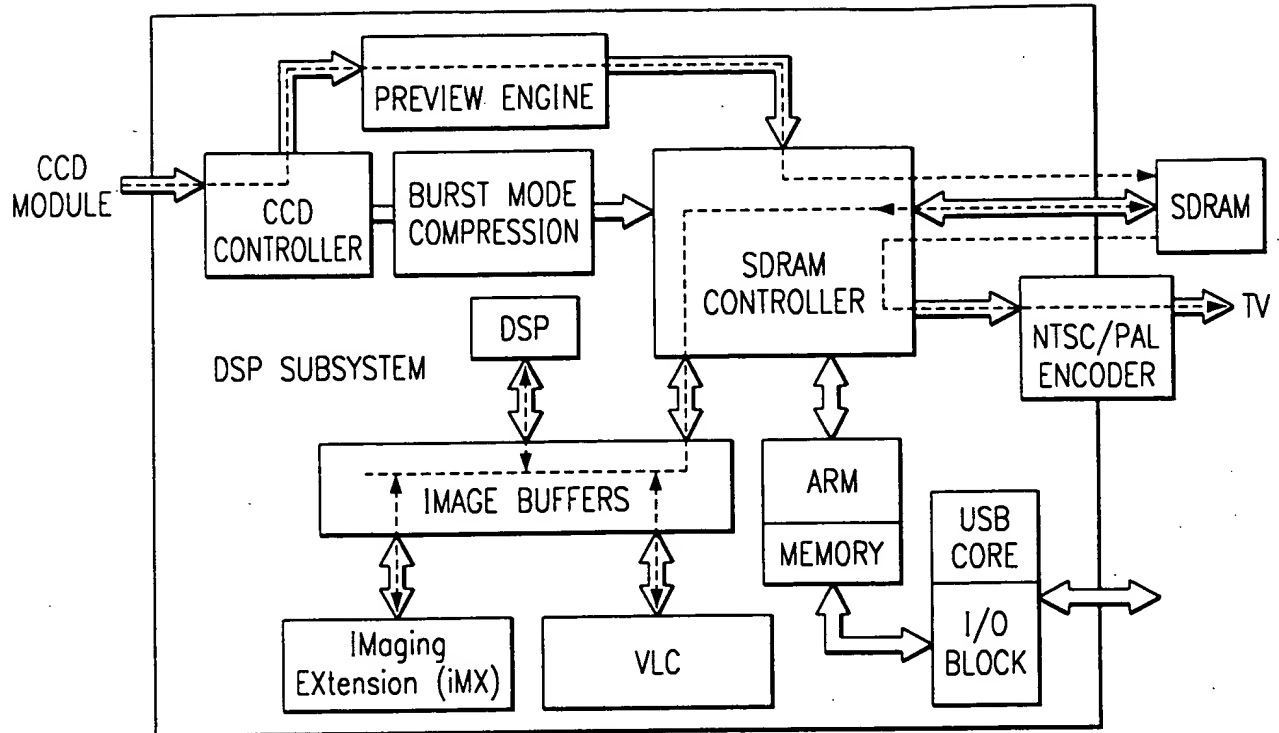 PREVIEW ENGINE
CCD
MODULE
CCD
CONTROLLER
BURST MODE
COMPRESSION
SDRAM
CONTROLLER
SDRAM
NTSC/PAL
ENCODER
TV
DSP
DSP SUBSYSTEM
IMAGE BUFFERS
ARM
MEMORY
USB
CORE
I/O
BLOCK
IMaging
EXtension (iMX)
VLC